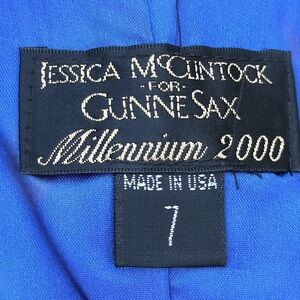 JESSICA MCCLINTOCK
-FOR-
GUNNE SAX
Millennium 2000
MADE IN USA
7